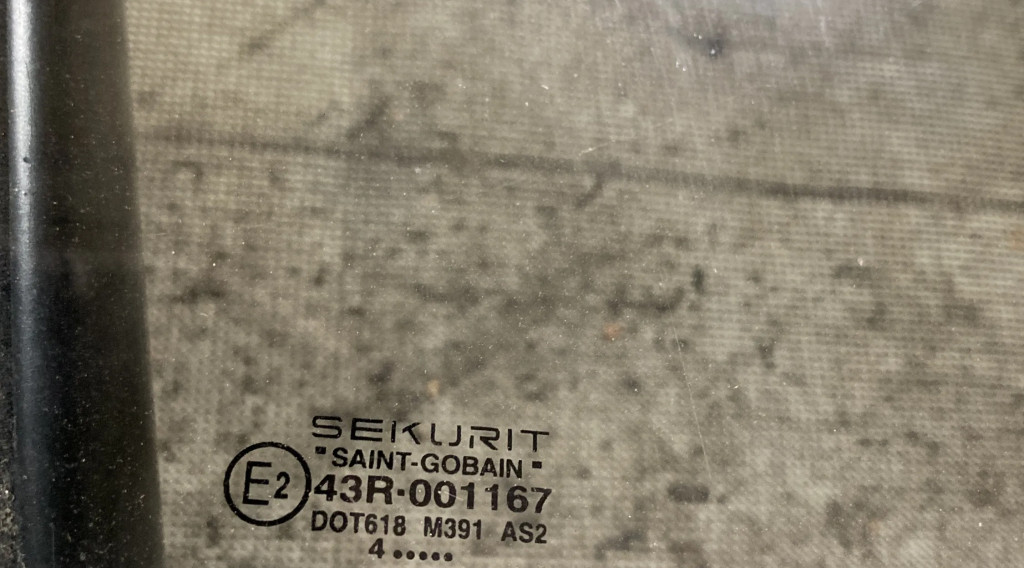 SEKURIT
"SAINT-GOBAIN"
E2 43R-001167
DOT618 M391 AS2
4.....